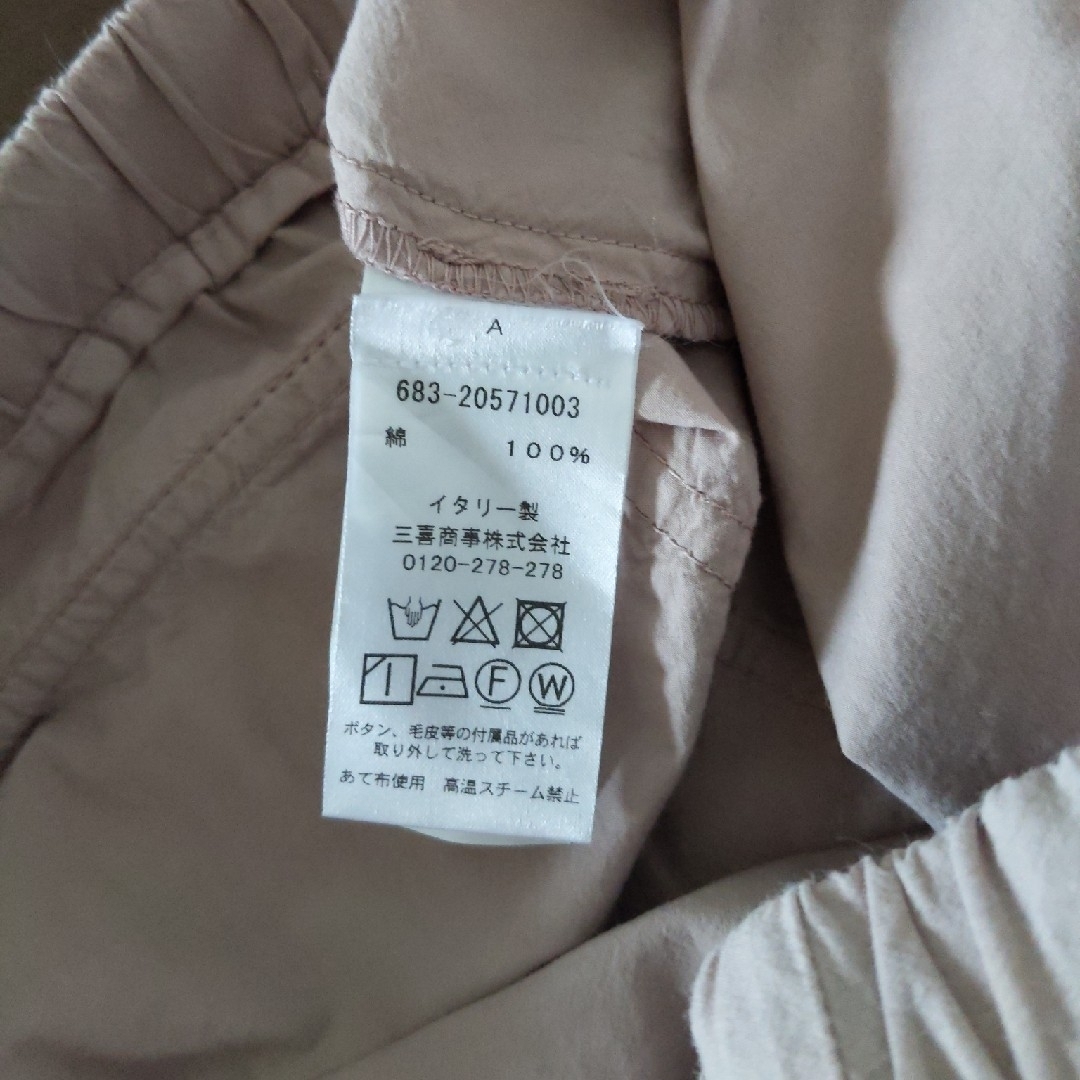 A
683-20571003
綿 100%
イタリー製
三喜商事株式会社
0120-278-278
F W
ボタン、毛皮等の付属品があれば
取り外して洗って下さい。
あて布使用 高温スチーム禁止